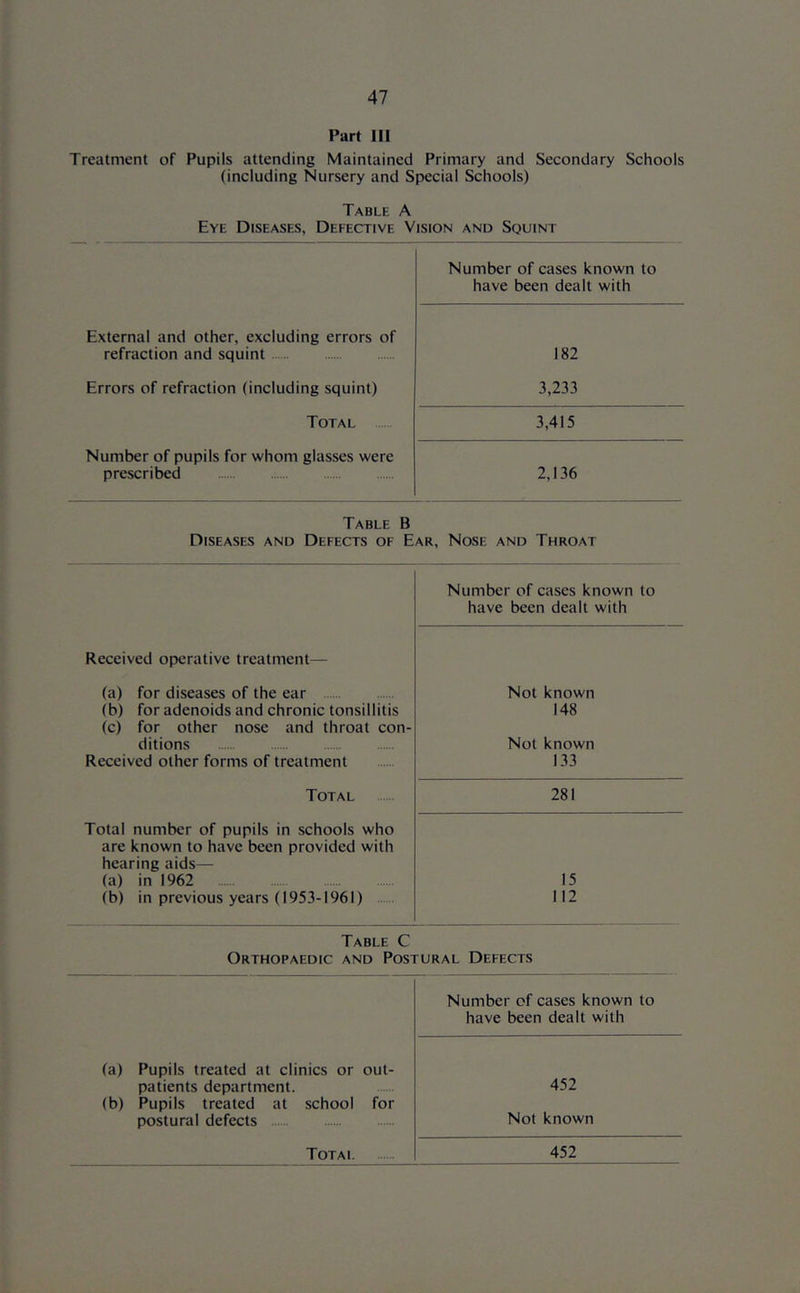 47
Part III
Treatment of Pupils attending Maintained Primary and Secondary Schools
(including Nursery and Special Schools)
Table A
Eye Diseases, Defective Vision and Squint
Number of cases known to
have been dealt with
External and other, excluding errors of
refraction and squint ...... ...... ...... 182
Errors of refraction (including squint) 3,233
Total ...... 3,415
Number of pupils for whom glasses were
prescribed ...... ...... ...... ...... 2,136
Table B
Diseases and Defects of Ear, Nose and Throat
Number of cases known to
have been dealt with
Received operative treatment—
(a) for diseases of the ear ...... ...... Not known
(b) for adenoids and chronic tonsillitis 148
(c) for other nose and throat con-
ditions ...... ...... ...... ...... Not known
Received other forms of treatment ...... 133
Total ...... 281
Total number of pupils in schools who
are known to have been provided with
hearing aids—
(a) in 1962 ...... ...... ...... ...... 15
(b) in previous years (1953-1961) ...... 112
Table C
Orthopaedic and Postural Defects
Number of cases known to
have been dealt with
(a) Pupils treated at clinics or out-
patients department. ...... 452
(b) Pupils treated at school for
postural defects ...... ...... ...... Not known
Total ...... 452